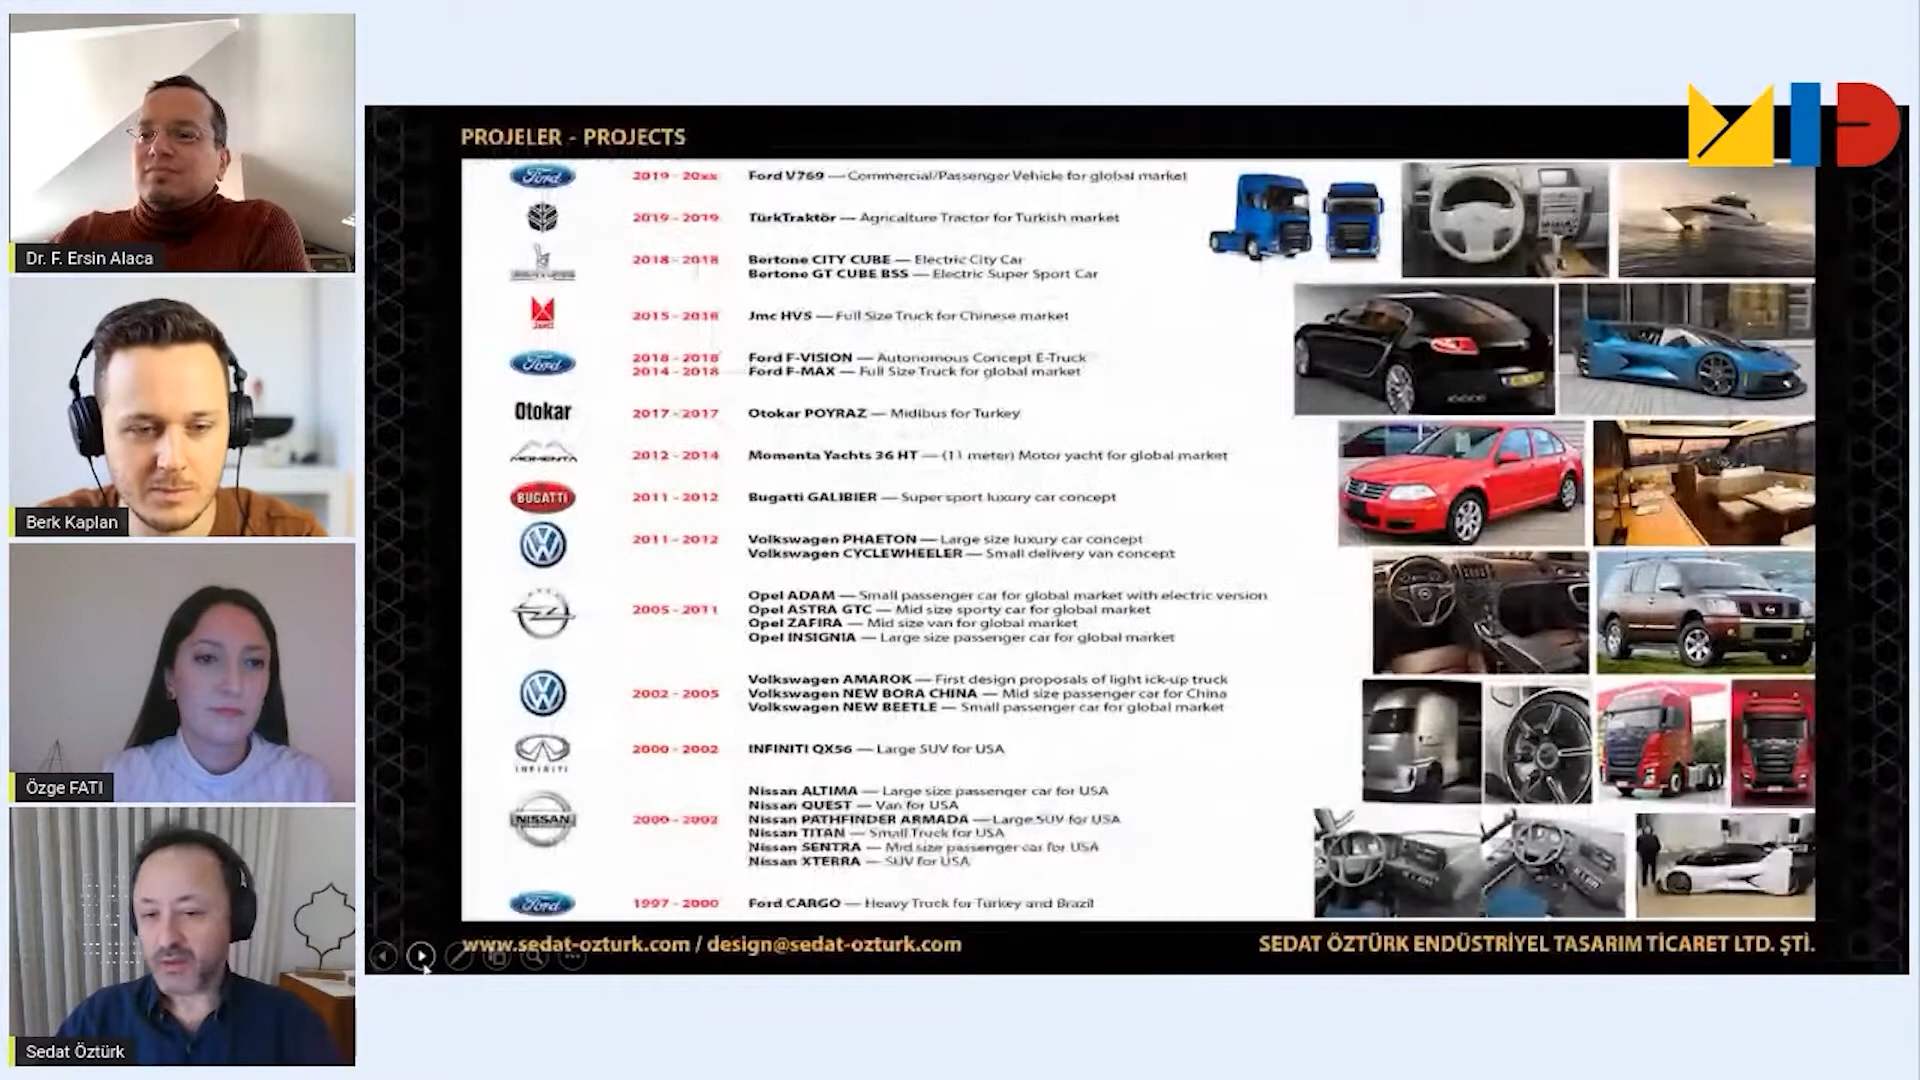 Dr. F. Ersin Alaca
Berk Kaplan
Özge FATI
Sedat Öztürk
MID
PROJELER - PROJECTS
Ford
2019 - 20xx
Ford V769 — Commercial/Passenger Vehicle for global market
2019 - 2019
TürkTraktör — Agriculture Tractor for Turkish market
2018 - 2018
Bertone CITY CUBE — Electric City Car
Bertone GT CUBE BSS — Electric Super Sport Car
2015 - 2018
Jmc HV5 — Full Size Truck for Chinese market
Ford
2018 - 2018
Ford F-VISION — Autonomous Concept E-Truck
2014 - 2018
Ford F-MAX — Full Size Truck for global market
Otokar
2017 - 2017
Otokar POYRAZ — Midibus for Turkey
MOMENTA
2012 - 2014
Momenta Yachts 36 HT — (11 meter) Motor yacht for global market
BUGATTI
2011 - 2012
Bugatti GALIBIER — Super sport luxury car concept
2011 - 2012
Volkswagen PHAETON — Large size luxury car concept
Volkswagen CYCLEWHEELER — Small delivery van concept
2005 - 2011
Opel ADAM — Small passenger car for global market with electric version
Opel ASTRA GTC — Mid size sporty car for global market
Opel ZAFIRA — Mid size van for global market
Opel INSIGNIA — Large size passenger car for global market
2002 - 2005
Volkswagen AMAROK — First design proposals of light ick-up truck
Volkswagen NEW BORA CHINA — Mid size passenger car for China
Volkswagen NEW BEETLE — Small passenger car for global market
INFINITI
2000 - 2002
INFINITI QX56 — Large SUV for USA
NISSAN
2000 - 2002
Nissan ALTIMA — Large size passenger car for USA
Nissan QUEST — Van for USA
Nissan PATHFINDER ARMADA — Large SUV for USA
Nissan TITAN — Small Truck for USA
Nissan SENTRA — Mid size passenger car for USA
Nissan XTERRA — SUV for USA
Ford
1997 - 2000
Ford CARGO — Heavy Truck for Turkey and Brazil
www.sedat-ozturk.com / design@sedat-ozturk.com
SEDAT ÖZTÜRK ENDÜSTRİYEL TASARIM TİCARET LTD. ŞTİ.